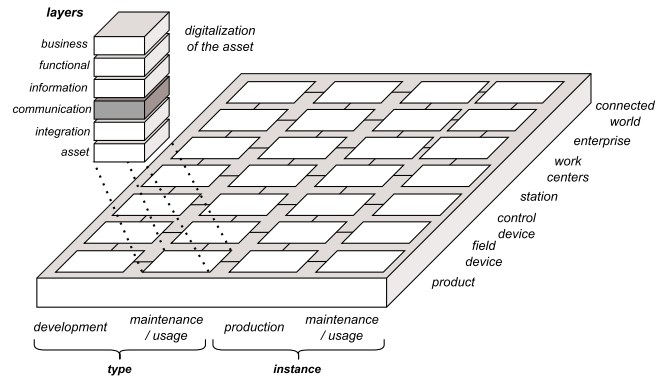 layers
digitalization
of the asset
business
functional
information
communication
integration
asset
connected
world
enterprise
work
centers
station
control
device
field
device
product
development
maintenance
/ usage
production
maintenance
/ usage
type
instance